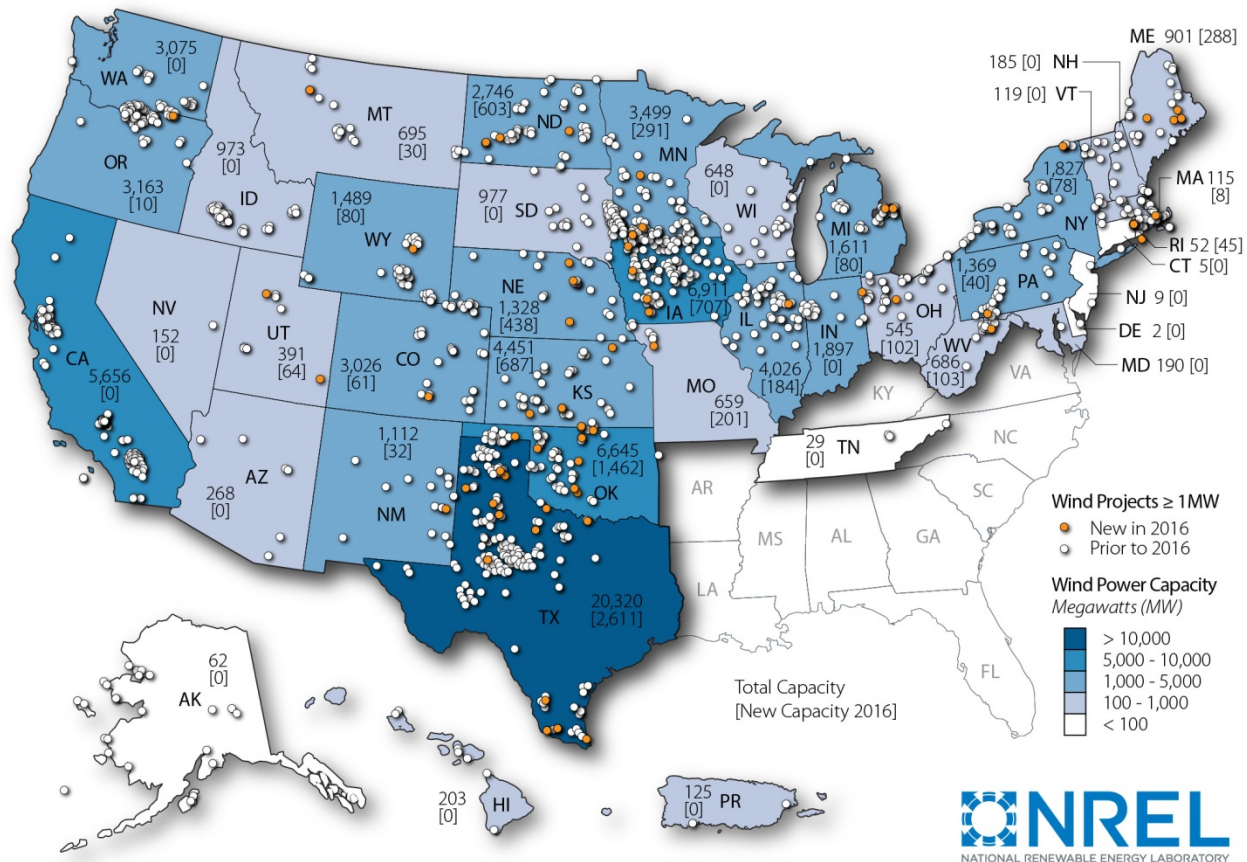 ME 901 [288]
185 [0] NH
119 [0] VT
3,075
[0]
WA
MT
695
[30]
2,746
[603]
ND
3,499
[291]
MN
OR
3,163
[10]
973
[0]
ID
1,489
[80]
WY
977
[0]
SD
648
[0]
WI
MI
1,611
[80]
1,827
[78]
NY
MA 115
[8]
RI 52 [45]
CT 5[0]
NJ 9 [0]
DE 2 [0]
MD 190 [0]
1,369
[40]
PA
NV
152
[0]
UT
391
[64]
CA
5,656
[0]
NE
1,328
[438]
6,911
[707]
IA
IL
4,026
[184]
IN
1,897
[0]
OH
545
[102]
WV
686
[103]
CO
3,026
[61]
4,451
[687]
KS
MO
659
[201]
KY
VA
AZ
268
[0]
1,112
[32]
NM
6,645
[1,462]
OK
AR
29
[0]
TN
NC
SC
MS
AL
GA
LA
FL
TX
20,320
[2,611]
Wind Projects ≥ 1MW
New in 2016
Prior to 2016
Wind Power Capacity
Megawatts (MW)
> 10,000
5,000 - 10,000
1,000 - 5,000
100 - 1,000
< 100
Total Capacity
[New Capacity 2016]
62
[0]
AK
203
[0]
HI
125
[0]
PR
NREL
NATIONAL RENEWABLE ENERGY LABORATORY